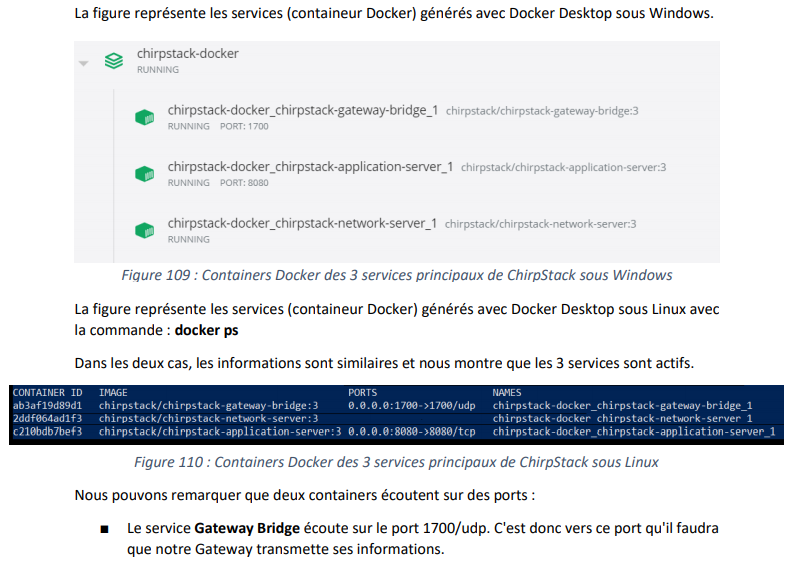 La figure représente les services (containeur Docker) générés avec Docker Desktop sous Windows.
chirpstack-docker
RUNNING
chirpstack-docker_chirpstack-gateway-bridge_1 chirpstack/chirpstack-gateway-bridge:3
RUNNING PORT: 1700
chirpstack-docker_chirpstack-application-server_1 chirpstack/chirpstack-application-server:3
RUNNING PORT: 8080
chirpstack-docker_chirpstack-network-server_1 chirpstack/chirpstack-network-server:3
RUNNING
Figure 109 : Containers Docker des 3 services principaux de ChirpStack sous Windows
La figure représente les services (containeur Docker) générés avec Docker Desktop sous Linux avec
la commande : docker ps
Dans les deux cas, les informations sont similaires et nous montre que les 3 services sont actifs.
CONTAINER ID IMAGE PORTS NAMES
ab3af19d89d1 chirpstack/chirpstack-gateway-bridge:3 0.0.0.0:1700->1700/udp chirpstack-docker_chirpstack-gateway-bridge_1
2ddf064ad1f3 chirpstack/chirpstack-network-server:3 chirpstack-docker_chirpstack-network-server_1
c210bdb7bef3 chirpstack/chirpstack-application-server:3 0.0.0.0:8080->8080/tcp chirpstack-docker_chirpstack-application-server_1
Figure 110 : Containers Docker des 3 services principaux de ChirpStack sous Linux
Nous pouvons remarquer que deux containers écoutent sur des ports :
■ Le service Gateway Bridge écoute sur le port 1700/udp. C'est donc vers ce port qu'il faudra
que notre Gateway transmette ses informations.